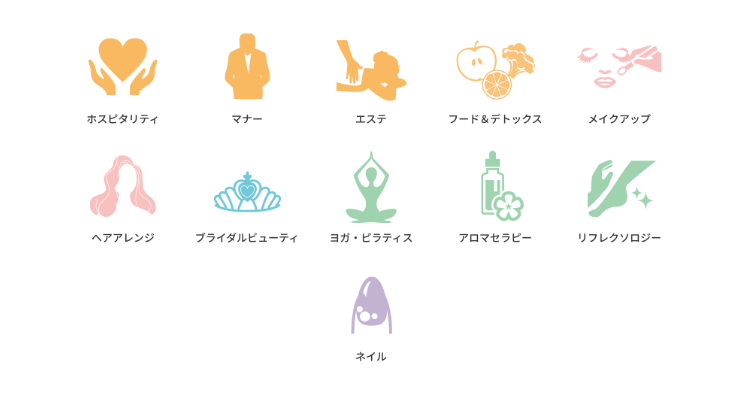 ホスピタリティ
マナー
エステ
フード＆デトックス
メイクアップ
ヘアアレンジ
ブライダルビューティ
ヨガ・ピラティス
アロマセラピー
リフレクソロジー
ネイル